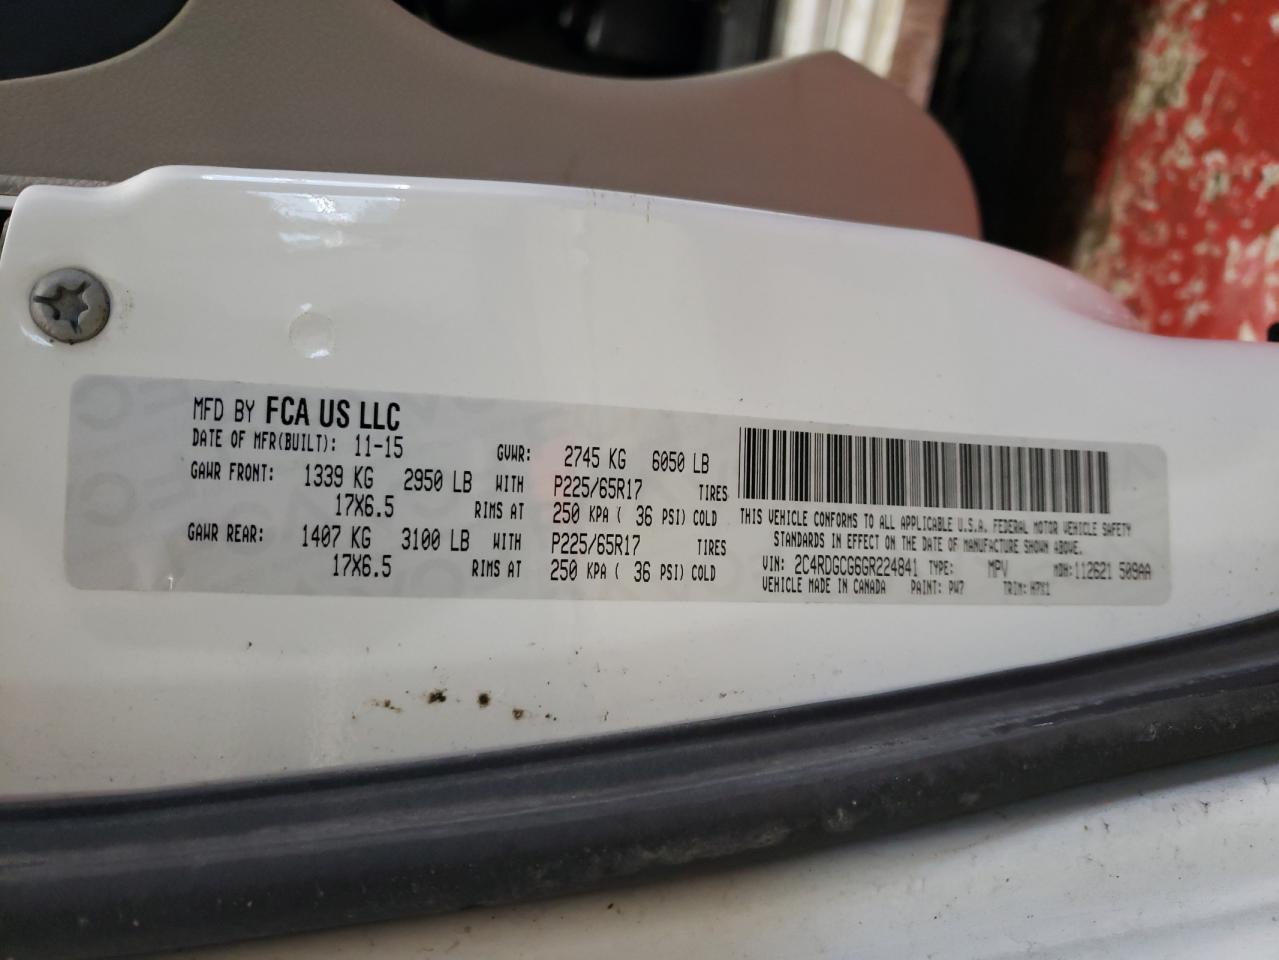 MFD BY FCA US LLC
DATE OF MFR(BUILT): 11-15 GVWR: 2745 KG 6050 LB
GAWR FRONT: 1339 KG 2950 LB WITH P225/65R17 TIRES
17X6.5 RIMS AT 250 KPA ( 36 PSI) COLD
GAWR REAR: 1407 KG 3100 LB WITH P225/65R17 TIRES
17X6.5 RIMS AT 250 KPA ( 36 PSI) COLD
THIS VEHICLE CONFORMS TO ALL APPLICABLE U.S.A. FEDERAL MOTOR VEHICLE SAFETY
STANDARDS IN EFFECT ON THE DATE OF MANUFACTURE SHOWN ABOVE.
VIN: 2C4RDGCG6GR224841 TYPE: MPV MDH: 112621 509AA
VEHICLE MADE IN CANADA PAINT: PW7 TRIM: H7X1